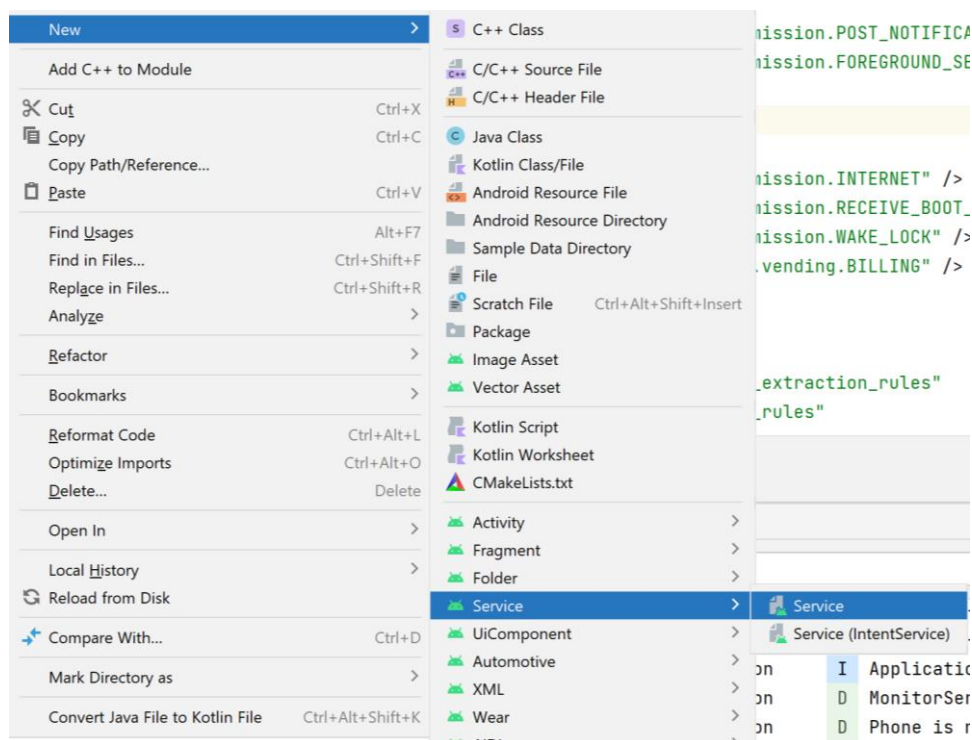 New
Add C++ to Module
Cut Ctrl+X
Copy Ctrl+C
Copy Path/Reference...
Paste Ctrl+V
Find Usages Alt+F7
Find in Files... Ctrl+Shift+F
Replace in Files... Ctrl+Shift+R
Analyze
Refactor
Bookmarks
Reformat Code Ctrl+Alt+L
Optimize Imports Ctrl+Alt+O
Delete... Delete
Open In
Local History
Reload from Disk
Compare With... Ctrl+D
Mark Directory as
Convert Java File to Kotlin File Ctrl+Alt+Shift+K
S C++ Class
C++ C/C++ Source File
H C/C++ Header File
C Java Class
Kotlin Class/File
Android Resource File
Android Resource Directory
Sample Data Directory
File
Scratch File Ctrl+Alt+Shift+Insert
Package
Image Asset
Vector Asset
Kotlin Script
Kotlin Worksheet
CMakeLists.txt
Activity
Fragment
Folder
Service
UiComponent
Automotive
XML
Wear
Service
Service (IntentService)
mission.POST_NOTIFICA
mission.FOREGROUND_SE
mission.INTERNET" />
mission.RECEIVE_BOOT_
mission.WAKE_LOCK" />
.vending.BILLING" />
_extraction_rules"
_rules"
on I Applicatio
on D MonitorSer
on D Phone is